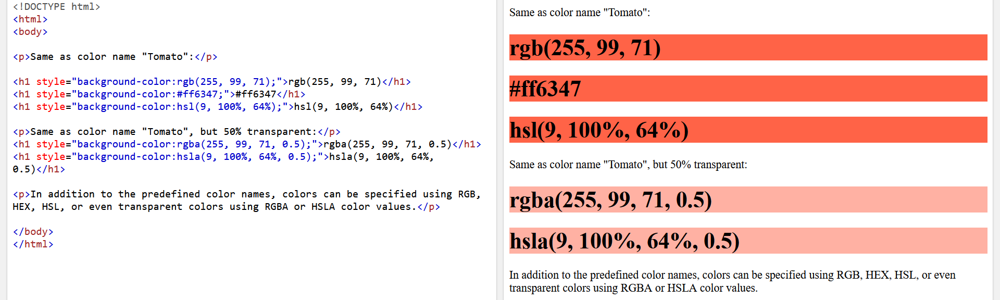 <!DOCTYPE html>
<html>
<body>
<p>Same as color name "Tomato":</p>
<h1 style="background-color:rgb(255, 99, 71);">rgb(255, 99, 71)</h1>
<h1 style="background-color:#ff6347;">#ff6347</h1>
<h1 style="background-color:hsl(9, 100%, 64%);">hsl(9, 100%, 64%)</h1>
<p>Same as color name "Tomato", but 50% transparent:</p>
<h1 style="background-color:rgba(255, 99, 71, 0.5);">rgba(255, 99, 71, 0.5)</h1>
<h1 style="background-color:hsla(9, 100%, 64%, 0.5);">hsla(9, 100%, 64%,
0.5)</h1>
<p>In addition to the predefined color names, colors can be specified using RGB,
HEX, HSL, or even transparent colors using RGBA or HSLA color values.</p>
</body>
</html>
Same as color name "Tomato":
rgb(255, 99, 71)
#ff6347
hsl(9, 100%, 64%)
Same as color name "Tomato", but 50% transparent:
rgba(255, 99, 71, 0.5)
hsla(9, 100%, 64%, 0.5)
In addition to the predefined color names, colors can be specified using RGB, HEX, HSL, or even
transparent colors using RGBA or HSLA color values.